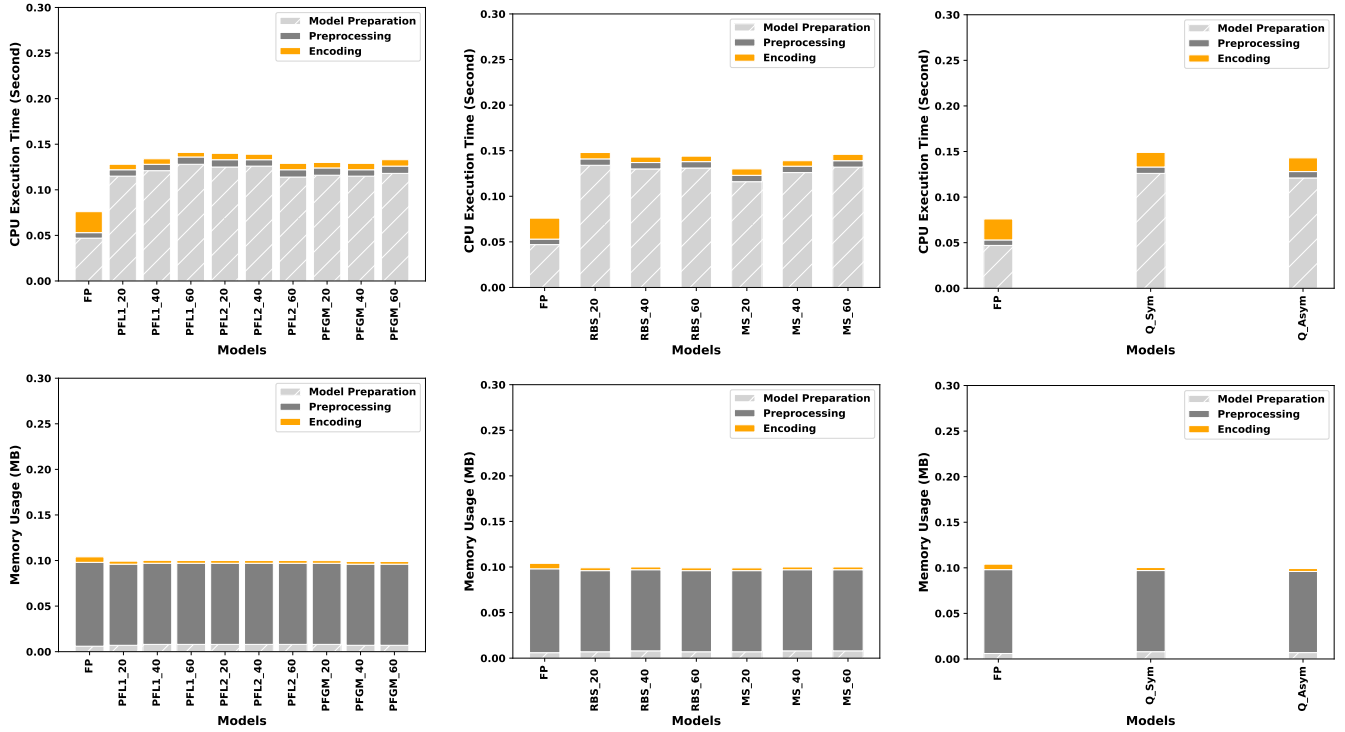 CPU Execution Time (Second)
0.30
0.25
0.20
0.15
0.10
0.05
0.00
Model Preparation
Preprocessing
Encoding
FP
PFL1_20
PFL1_40
PFL1_60
PFL2_20
PFL2_40
PFL2_60
PFGM_20
PFGM_40
PFGM_60
Models
CPU Execution Time (Second)
0.30
0.25
0.20
0.15
0.10
0.05
0.00
Model Preparation
Preprocessing
Encoding
FP
RBS_20
RBS_40
RBS_60
MS_20
MS_40
MS_60
Models
CPU Execution Time (Second)
0.30
0.25
0.20
0.15
0.10
0.05
0.00
Model Preparation
Preprocessing
Encoding
FP
Q_Sym
Q_Asym
Models
Memory Usage (MB)
0.30
0.25
0.20
0.15
0.10
0.05
0.00
Model Preparation
Preprocessing
Encoding
FP
PFL1_20
PFL1_40
PFL1_60
PFL2_20
PFL2_40
PFL2_60
PFGM_20
PFGM_40
PFGM_60
Models
Memory Usage (MB)
0.30
0.25
0.20
0.15
0.10
0.05
0.00
Model Preparation
Preprocessing
Encoding
FP
RBS_20
RBS_40
RBS_60
MS_20
MS_40
MS_60
Models
Memory Usage (MB)
0.30
0.25
0.20
0.15
0.10
0.05
0.00
Model Preparation
Preprocessing
Encoding
FP
Q_Sym
Q_Asym
Models